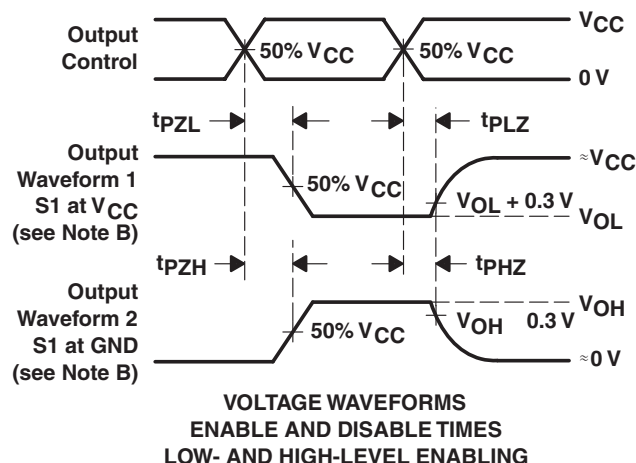 Output
Control
50% VCC
50% VCC
VCC
0 V
tPZL
tPLZ
Output
Waveform 1
S1 at VCC
(see Note B)
50% VCC
≈VCC
VOL + 0.3 V
VOL
tPZH
tPHZ
Output
Waveform 2
S1 at GND
(see Note B)
50% VCC
VOH 0.3 V
VOH
≈0 V
VOLTAGE WAVEFORMS
ENABLE AND DISABLE TIMES
LOW- AND HIGH-LEVEL ENABLING